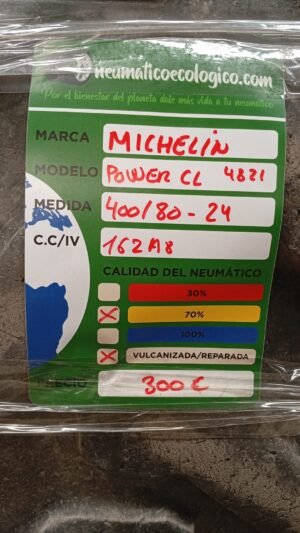 neumaticoecologico.com
Por el bienestar del planeta dale más vida a tu neumático
MARCA MICHELIN
MODELO POWER CL 4821
MEDIDA 400/80-24
C.C/IV 162A8
CALIDAD DEL NEUMÁTICO
30%
X 70%
100%
X VULCANIZADA/REPARADA
PRECIO 300€